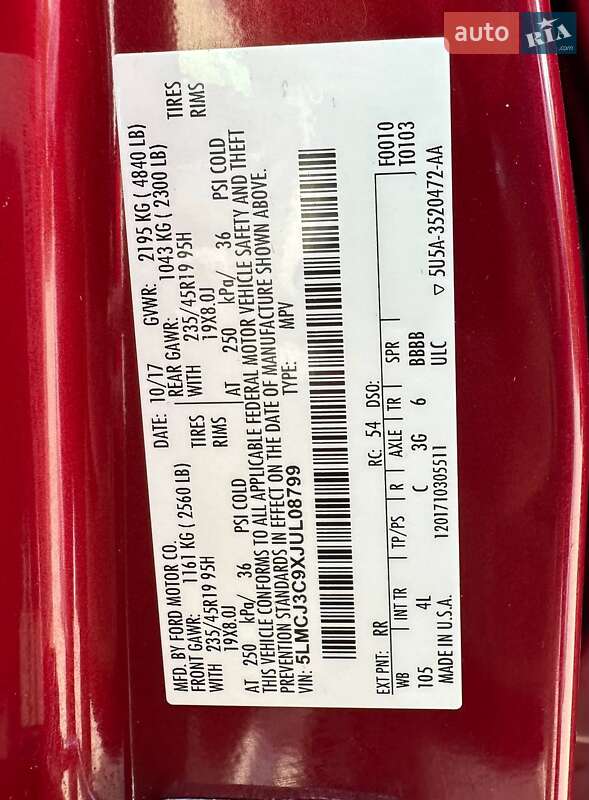 auto RIA.com
MFD. BY FORD MOTOR CO.
DATE: 10/17
GVWR: 2195 KG ( 4840 LB)
FRONT GAWR: 1161 KG (2560 LB)
REAR GAWR: 1043 KG ( 2300 LB)
WITH 235/45R19 95H TIRES
WITH 235/45R19 95H TIRES
19X8.0J RIMS
19X8.0J RIMS
AT 250 kPa/ 36 PSI COLD
AT 250 kPa/ 36 PSI COLD
THIS VEHICLE CONFORMS TO ALL APPLICABLE FEDERAL MOTOR VEHICLE SAFETY AND THEFT
PREVENTION STANDARDS IN EFFECT ON THE DATE OF MANUFACTURE SHOWN ABOVE.
VIN: 5LMCJ3C9XJUL08799
TYPE: MPV
F0010
T0103
EXT PNT: RR RC: 54 DSO:
WB INT TR TP/PS R AXLE TR SPR
105 4L C 3G 6 BBBB
MADE IN U.S.A. 1201710305511 ULC
▽ 5U5A-3520472-AA